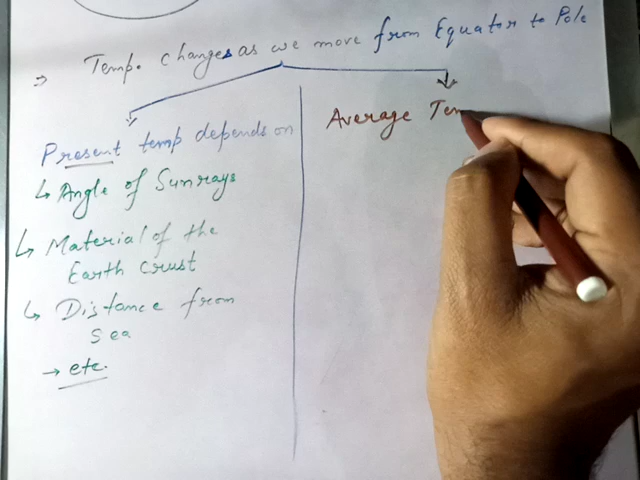 ⇒ Temp. changes as we move from Equator to Pole
Present temp depends on
↳ Angle of Sunrays
↳ Material of the
Earth Crust
↳ Distance from
Sea
→ etc.
Average Tem